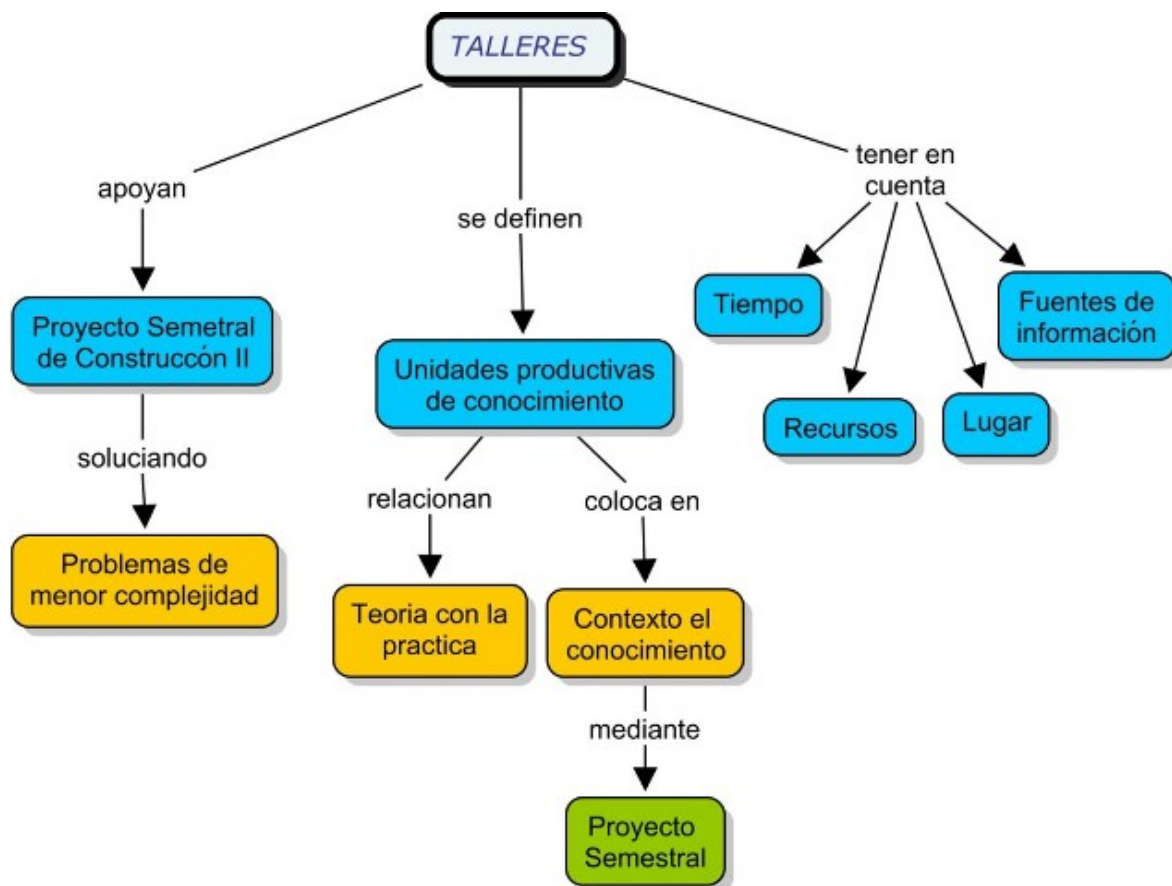 TALLERES
apoyan
Proyecto Semetral
de Construccón II
soluciando
Problemas de
menor complejidad
se definen
Unidades productivas
de conocimiento
relacionan
Teoria con la
practica
coloca en
Contexto el
conocimiento
mediante
Proyecto
Semestral
tener en
cuenta
Tiempo
Recursos
Lugar
Fuentes de
información